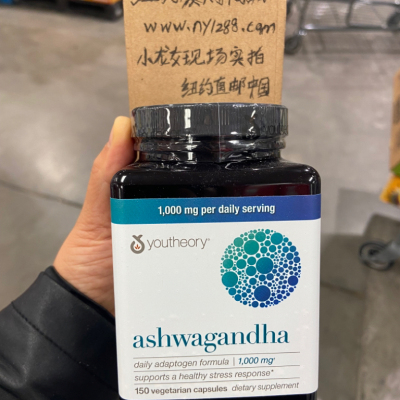 www.ny1288.com
小龙女现场实拍
纽约直邮中国
1,000 mg per daily serving
youtheory™
ashwagandha
daily adaptogen formula | 1,000 mg*
supports a healthy stress response*
150 vegetarian capsules dietary supplement